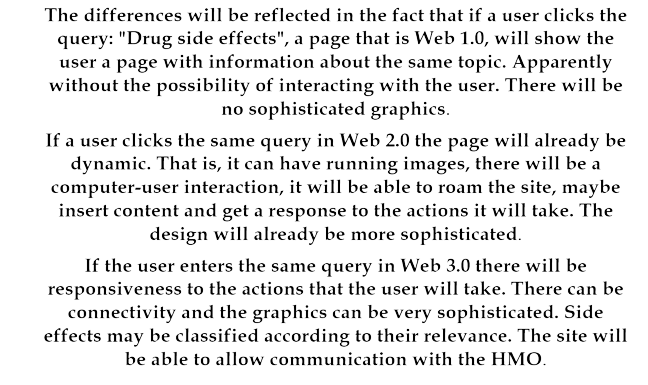 The differences will be reflected in the fact that if a user clicks the
query: "Drug side effects", a page that is Web 1.0, will show the
user a page with information about the same topic. Apparently
without the possibility of interacting with the user. There will be
no sophisticated graphics.
If a user clicks the same query in Web 2.0 the page will already be
dynamic. That is, it can have running images, there will be a
computer-user interaction, it will be able to roam the site, maybe
insert content and get a response to the actions it will take. The
design will already be more sophisticated.
If the user enters the same query in Web 3.0 there will be
responsiveness to the actions that the user will take. There can be
connectivity and the graphics can be very sophisticated. Side
effects may be classified according to their relevance. The site will
be able to allow communication with the HMO.